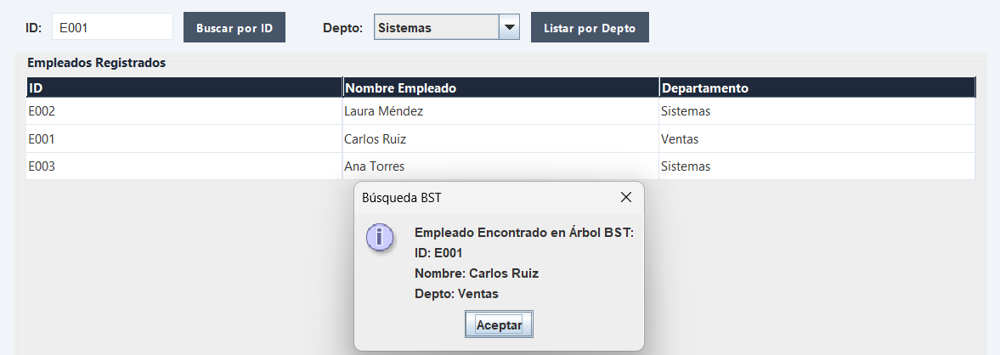 ID: E001 Buscar por ID Depto: Sistemas Listar por Depto
Empleados Registrados
ID Nombre Empleado Departamento
E002 Laura Méndez Sistemas
E001 Carlos Ruiz Ventas
E003 Ana Torres Sistemas
Búsqueda BST
Empleado Encontrado en Árbol BST:
ID: E001
Nombre: Carlos Ruiz
Depto: Ventas
Aceptar